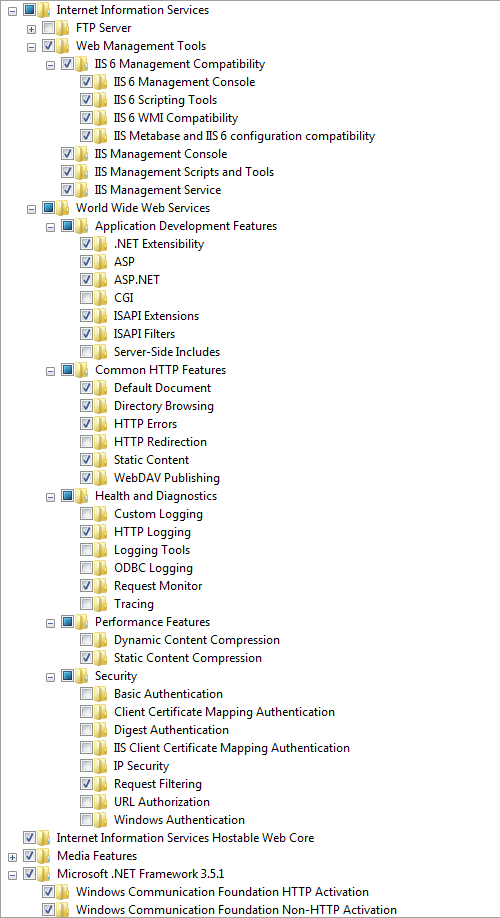 Internet Information Services
FTP Server
Web Management Tools
IIS 6 Management Compatibility
IIS 6 Management Console
IIS 6 Scripting Tools
IIS 6 WMI Compatibility
IIS Metabase and IIS 6 configuration compatibility
IIS Management Console
IIS Management Scripts and Tools
IIS Management Service
World Wide Web Services
Application Development Features
.NET Extensibility
ASP
ASP.NET
CGI
ISAPI Extensions
ISAPI Filters
Server-Side Includes
Common HTTP Features
Default Document
Directory Browsing
HTTP Errors
HTTP Redirection
Static Content
WebDAV Publishing
Health and Diagnostics
Custom Logging
HTTP Logging
Logging Tools
ODBC Logging
Request Monitor
Tracing
Performance Features
Dynamic Content Compression
Static Content Compression
Security
Basic Authentication
Client Certificate Mapping Authentication
Digest Authentication
IIS Client Certificate Mapping Authentication
IP Security
Request Filtering
URL Authorization
Windows Authentication
Internet Information Services Hostable Web Core
Media Features
Microsoft .NET Framework 3.5.1
Windows Communication Foundation HTTP Activation
Windows Communication Foundation Non-HTTP Activation